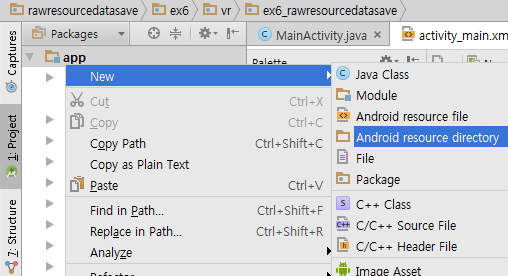 rawresourcedatasave ex6 vr ex6_rawresourcedatasave
Captures
1: Project
7: Structure
Packages
MainActivity.java
activity_main.xm
app
New
Cut Ctrl+X
Copy Ctrl+C
Copy Path Ctrl+Shift+C
Copy as Plain Text
Paste Ctrl+V
Find in Path... Ctrl+Shift+F
Replace in Path... Ctrl+Shift+R
Analyze
Refactor
Palette
Java Class
Module
Android resource file
Android resource directory
File
Package
C++ Class
C/C++ Source File
C/C++ Header File
Image Asset